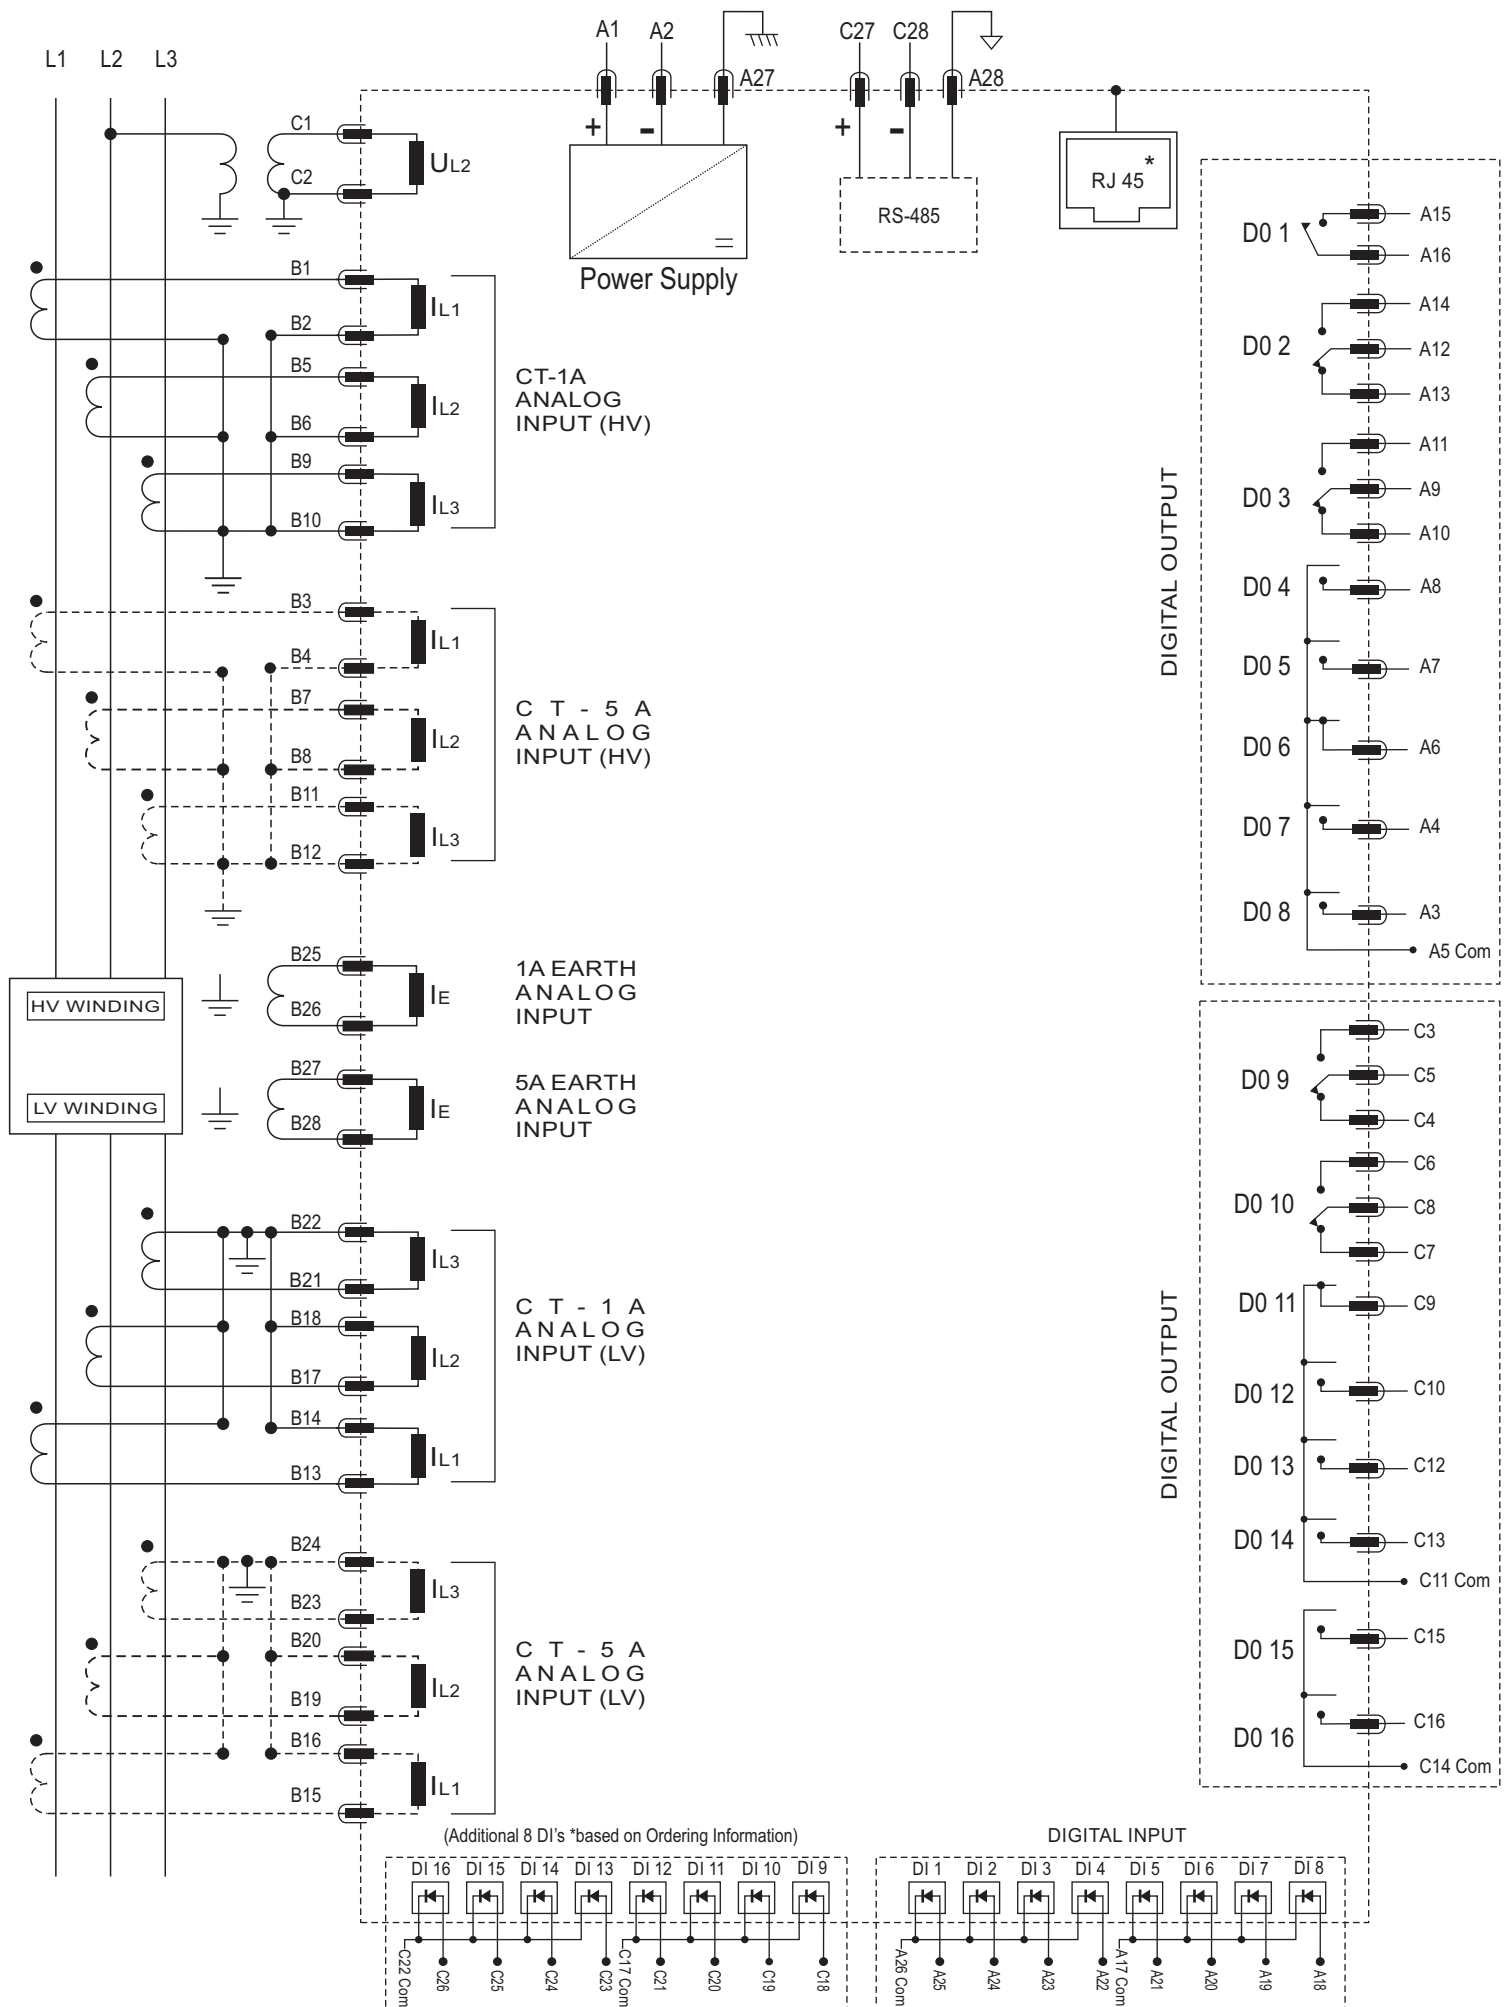 A1 A2 A27 C27 C28 A28
L1 L2 L3
C1
C2
UL2
+ -
+ -
Power Supply
RS-485
RJ 45 *
B1
B2
IL1
B5
B6
IL2
B9
B10
IL3
CT-1A
ANALOG
INPUT (HV)
B3
B4
IL1
B7
B8
IL2
B11
B12
IL3
C T - 5 A
ANALOG
INPUT (HV)
B25
B26
IE
1A EARTH
ANALOG
INPUT
B27
B28
IE
5A EARTH
ANALOG
INPUT
HV WINDING
LV WINDING
B22
B21
IL3
B18
B17
IL2
B14
B13
IL1
C T - 1 A
ANALOG
INPUT (LV)
B24
B23
IL3
B20
B19
IL2
B16
B15
IL1
C T - 5 A
ANALOG
INPUT (LV)
DIGITAL OUTPUT
D0 1
A15
A16
D0 2
A14
A12
A13
D0 3
A11
A9
A10
D0 4
A8
D0 5
A7
D0 6
A6
D0 7
A4
D0 8
A3
A5 Com
DIGITAL OUTPUT
D0 9
C3
C5
C4
D0 10
C6
C8
C7
D0 11
C9
D0 12
C10
D0 13
C12
D0 14
C13
C11 Com
D0 15
C15
D0 16
C16
C14 Com
(Additional 8 DI's *based on Ordering Information)
DI 16 DI 15 DI 14 DI 13 DI 12 DI 11 DI 10 DI 9
C22 Com C26 C25 C24 C23 C17 Com C21 C20 C19 C18
DIGITAL INPUT
DI 1 DI 2 DI 3 DI 4 DI 5 DI 6 DI 7 DI 8
A26 Com A25 A24 A23 A22 A17 Com A21 A20 A19 A18